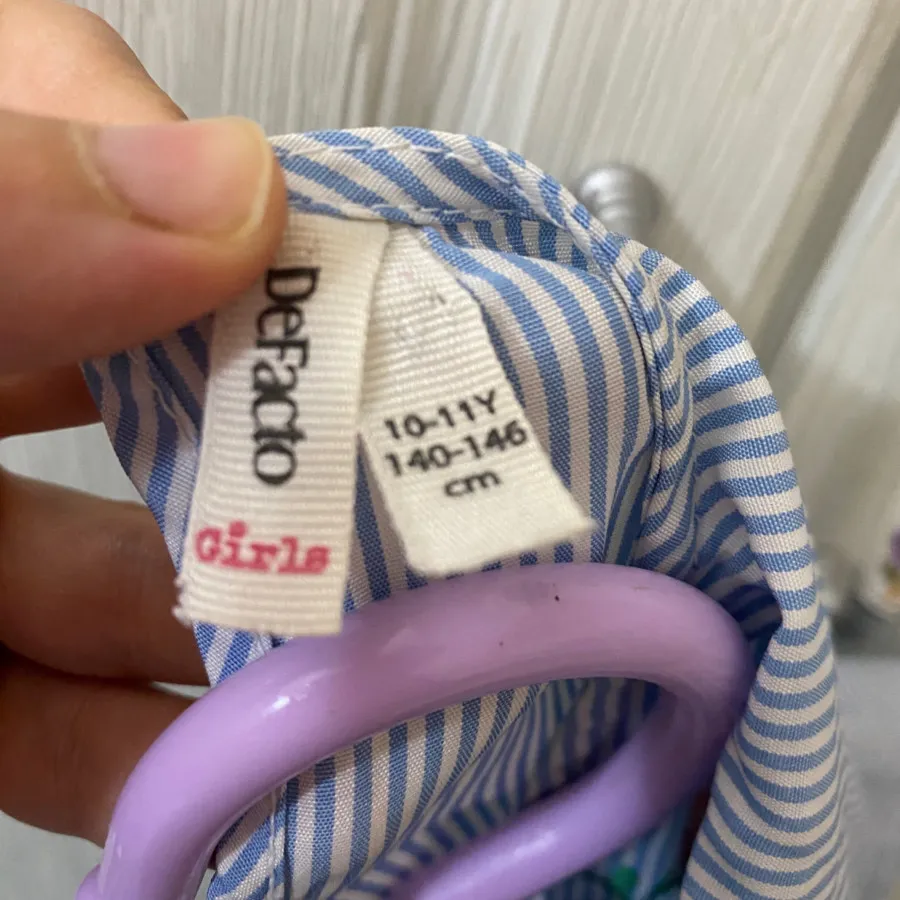 DeFacto
Girls
10-11Y
140-146
cm